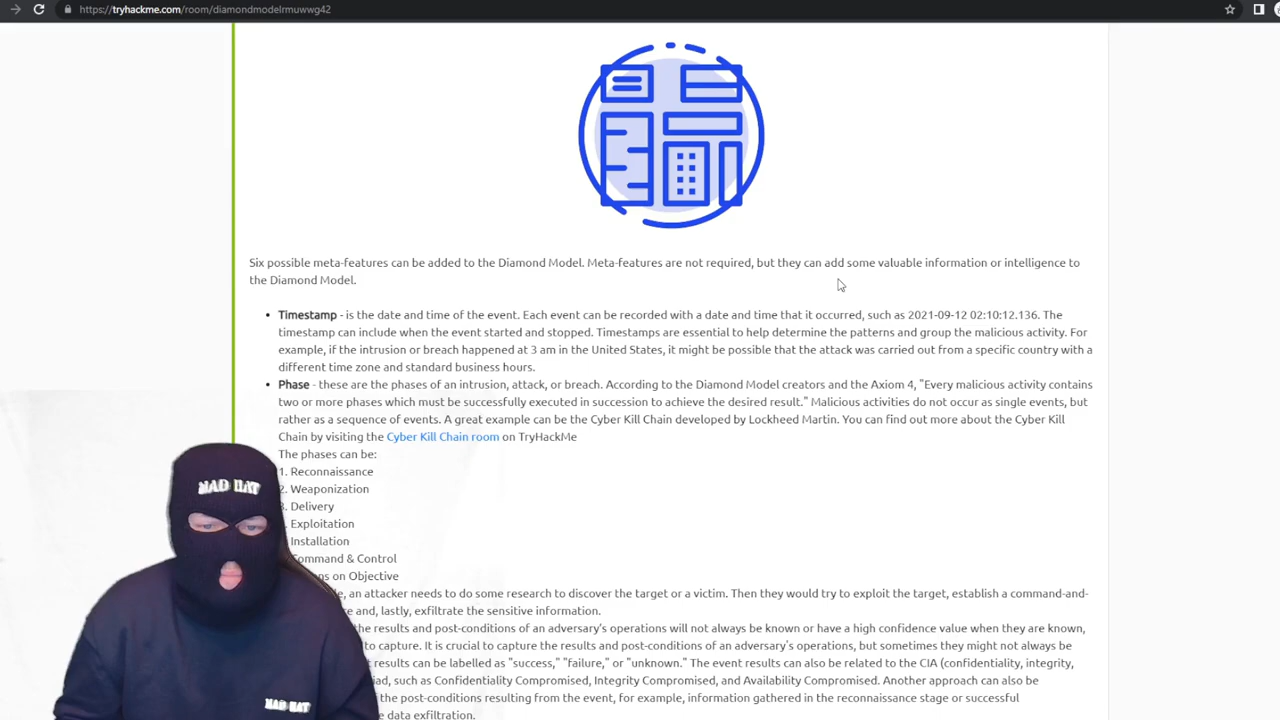 https://tryhackme.com/room/diamondmodelrmuwwg42
Six possible meta-features can be added to the Diamond Model. Meta-features are not required, but they can add some valuable information or intelligence to
the Diamond Model.
Timestamp - is the date and time of the event. Each event can be recorded with a date and time that it occurred, such as 2021-09-12 02:10:12.136. The
timestamp can include when the event started and stopped. Timestamps are essential to help determine the patterns and group the malicious activity. For
example, if the intrusion or breach happened at 3 am in the United States, it might be possible that the attack was carried out from a specific country with a
different time zone and standard business hours.
Phase - these are the phases of an intrusion, attack, or breach. According to the Diamond Model creators and the Axiom 4, "Every malicious activity contains
two or more phases which must be successfully executed in succession to achieve the desired result." Malicious activities do not occur as single events, but
rather as a sequence of events. A great example can be the Cyber Kill Chain developed by Lockheed Martin. You can find out more about the Cyber Kill
Chain by visiting the Cyber Kill Chain room on TryHackMe
The phases can be:
1. Reconnaissance
2. Weaponization
3. Delivery
Exploitation
Installation
Command & Control
on Objective
an attacker needs to do some research to discover the target or a victim. Then they would try to exploit the target, establish a command-and-
and, lastly, exfiltrate the sensitive information.
the results and post-conditions of an adversary's operations will not always be known or have a high confidence value when they are known,
to capture. It is crucial to capture the results and post-conditions of an adversary's operations, but sometimes they might not always be
results can be labelled as "success," "failure," or "unknown." The event results can also be related to the CIA (confidentiality, integrity,
such as Confidentiality Compromised, Integrity Compromised, and Availability Compromised. Another approach can also be
the post-conditions resulting from the event, for example, information gathered in the reconnaissance stage or successful
data exfiltration.
MAD HAT
MAD HAT